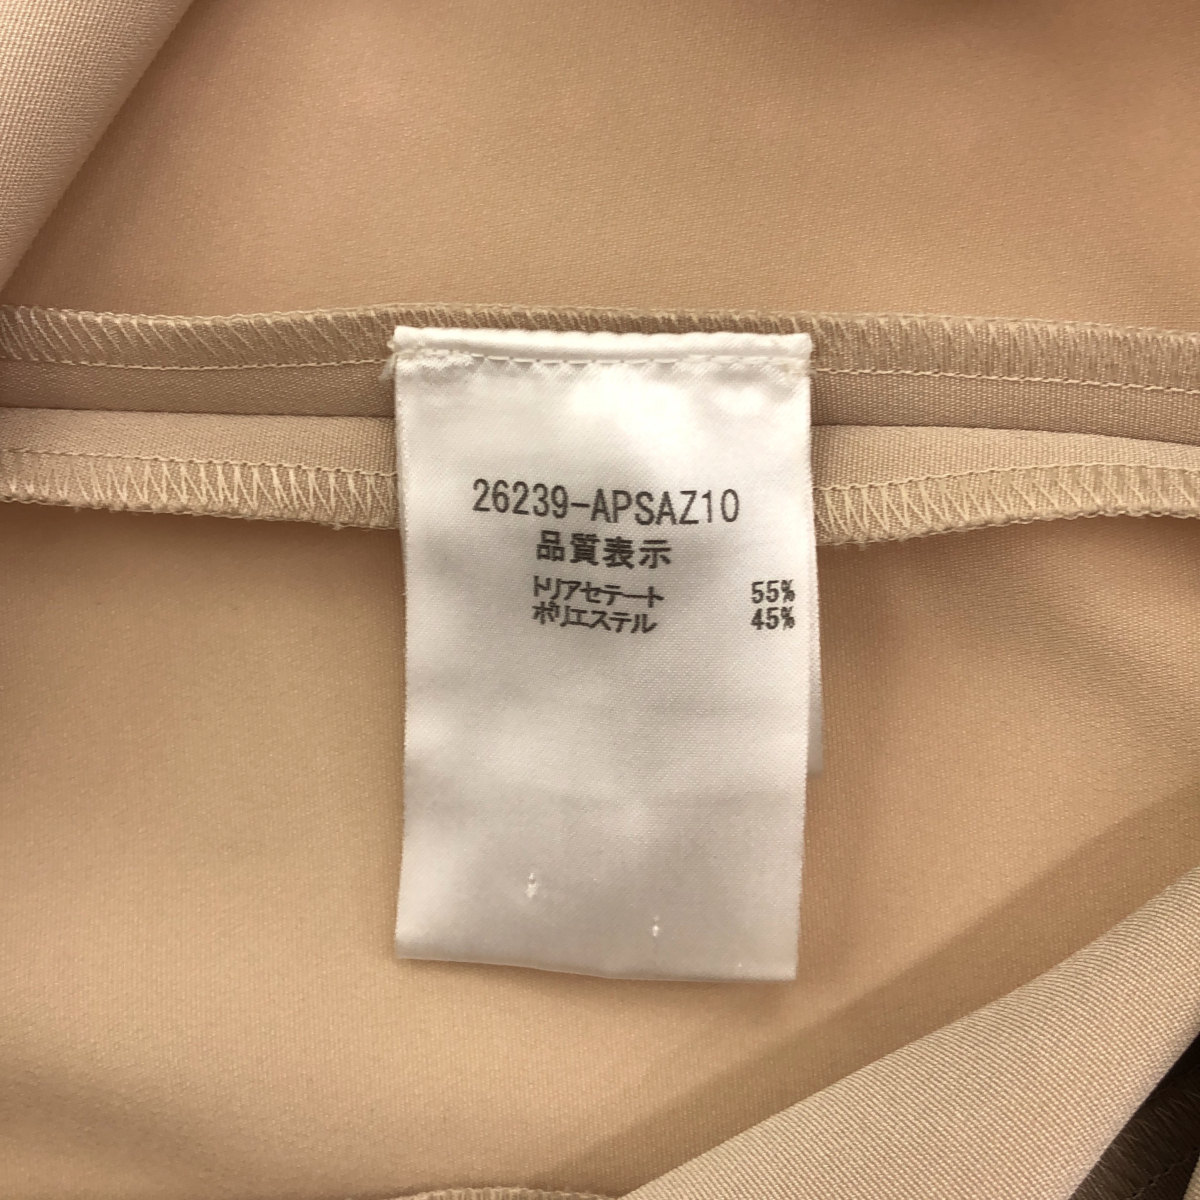 26239-APSAZ10
品質表示
トリアセテート 55%
ポリエステル 45%